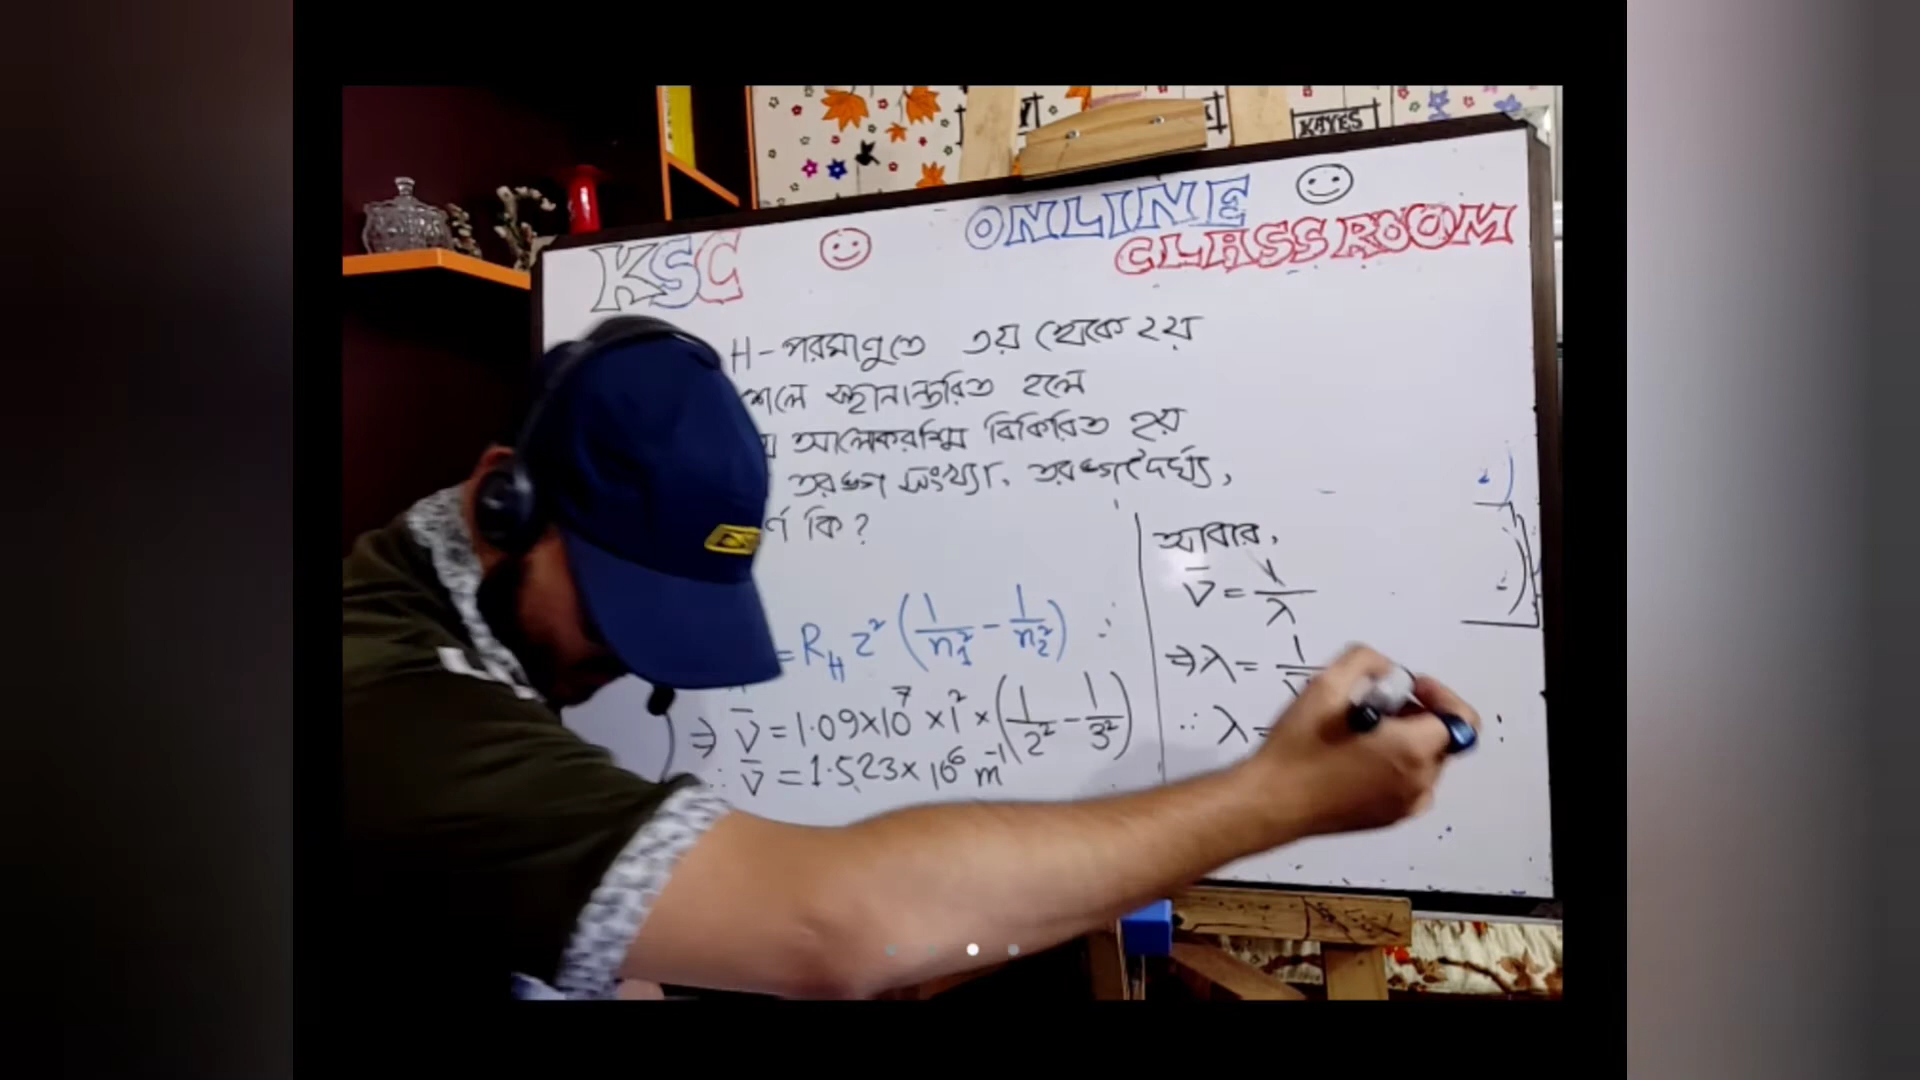 KAYES
ONLINE
CLASSROOM
KSC
H-পরমাণুতে ৩য় থেকে ২য়
শেলে স্থানান্তরিত হলে
আলোকরশ্মি বিকিরিত হয়
তরঙ্গ সংখ্যা, তরঙ্গদৈর্ঘ্য,
কি?
= R_H z² (1/n₁² - 1/n₂²)
⇒ ν̄ = 1.09×10⁷ ×1² × (1/2² - 1/3²)
∴ ν̄ = 1.523×10⁶ m⁻¹
আবার,
ν̄ = 1/λ
⇒ λ = 1/ν̄
∴ λ =